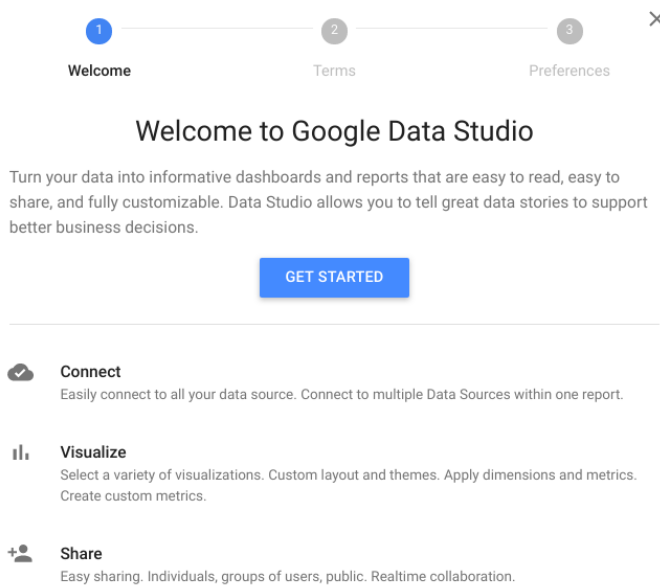 1 2 3
Welcome Terms Preferences
Welcome to Google Data Studio
Turn your data into informative dashboards and reports that are easy to read, easy to
share, and fully customizable. Data Studio allows you to tell great data stories to support
better business decisions.
GET STARTED
Connect
Easily connect to all your data source. Connect to multiple Data Sources within one report.
Visualize
Select a variety of visualizations. Custom layout and themes. Apply dimensions and metrics.
Create custom metrics.
Share
Easy sharing. Individuals, groups of users, public. Realtime collaboration.